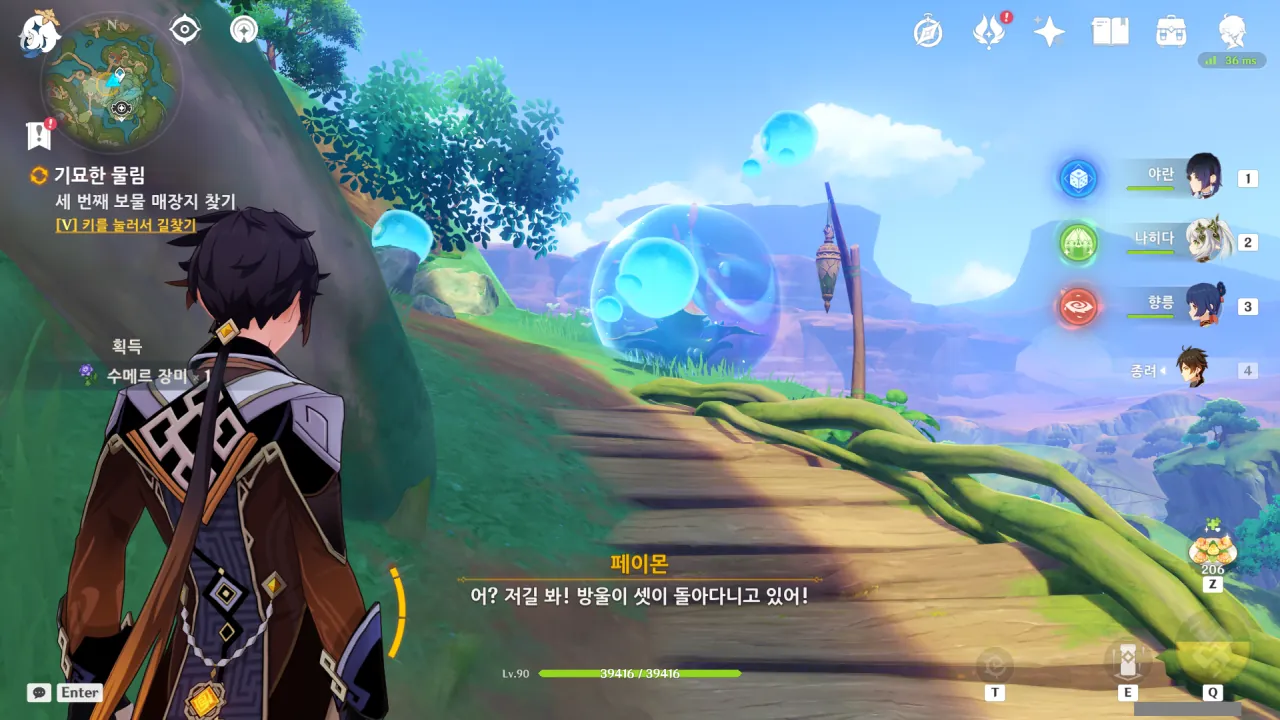 N
36 ms
기묘한 물림
세 번째 보물 매장지 찾기
[V] 키를 눌러서 길찾기
야란
1
나히다
2
향릉
3
종려
4
획득
수메르 장미 × 1
페이몬
어? 저길 봐! 방울이 셋이 돌아다니고 있어!
206
Z
Lv.90
39416 / 39416
Enter
T
E
Q